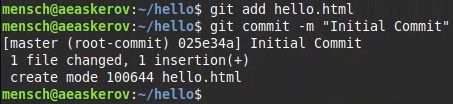 mensch@aeaskerov:~/hello$ git add hello.html
mensch@aeaskerov:~/hello$ git commit -m "Initial Commit"
[master (root-commit) 025e34a] Initial Commit
 1 file changed, 1 insertion(+)
 create mode 100644 hello.html
mensch@aeaskerov:~/hello$